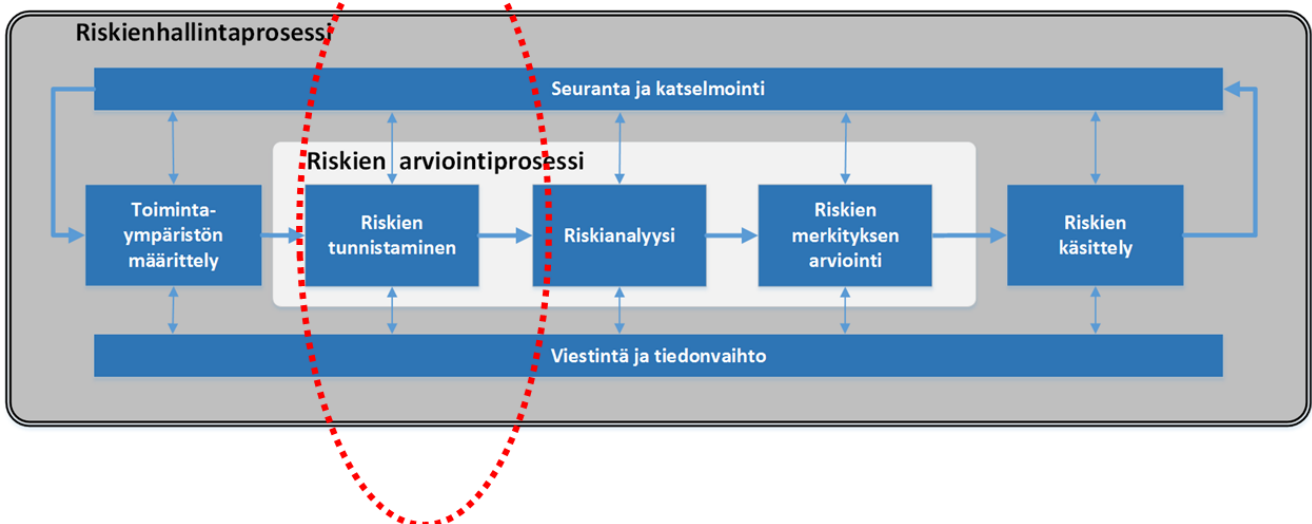 Riskienhallintaprosessi
Seuranta ja katselmointi
Riskien arviointiprosessi
Toiminta-
ympäristön
määrittely
Riskien
tunnistaminen
Riskianalyysi
Riskien
merkityksen
arviointi
Riskien
käsittely
Viestintä ja tiedonvaihto